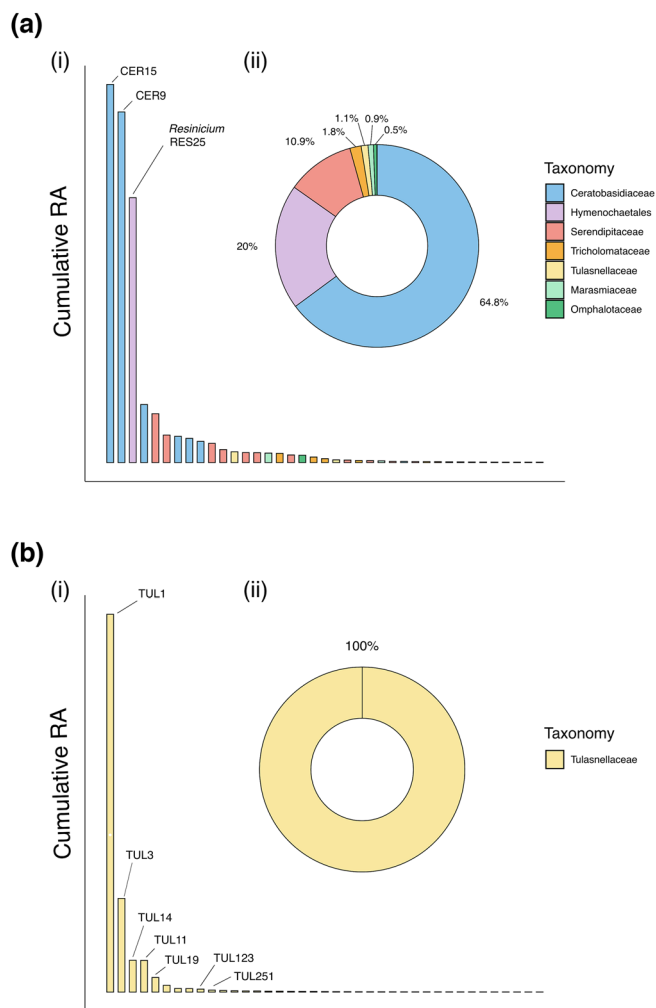 (a)
(i)
(ii)
CER15
CER9
Resinicium
RES25
Cumulative RA
1.1%
0.9%
1.8%
0.5%
10.9%
20%
64.8%
Taxonomy
Ceratobasidiaceae
Hymenochaetales
Serendipitaceae
Tricholomataceae
Tulasnellaceae
Marasmiaceae
Omphalotaceae
(b)
(i)
(ii)
TUL1
Cumulative RA
TUL3
TUL14
TUL11
TUL19
TUL123
TUL251
100%
Taxonomy
Tulasnellaceae